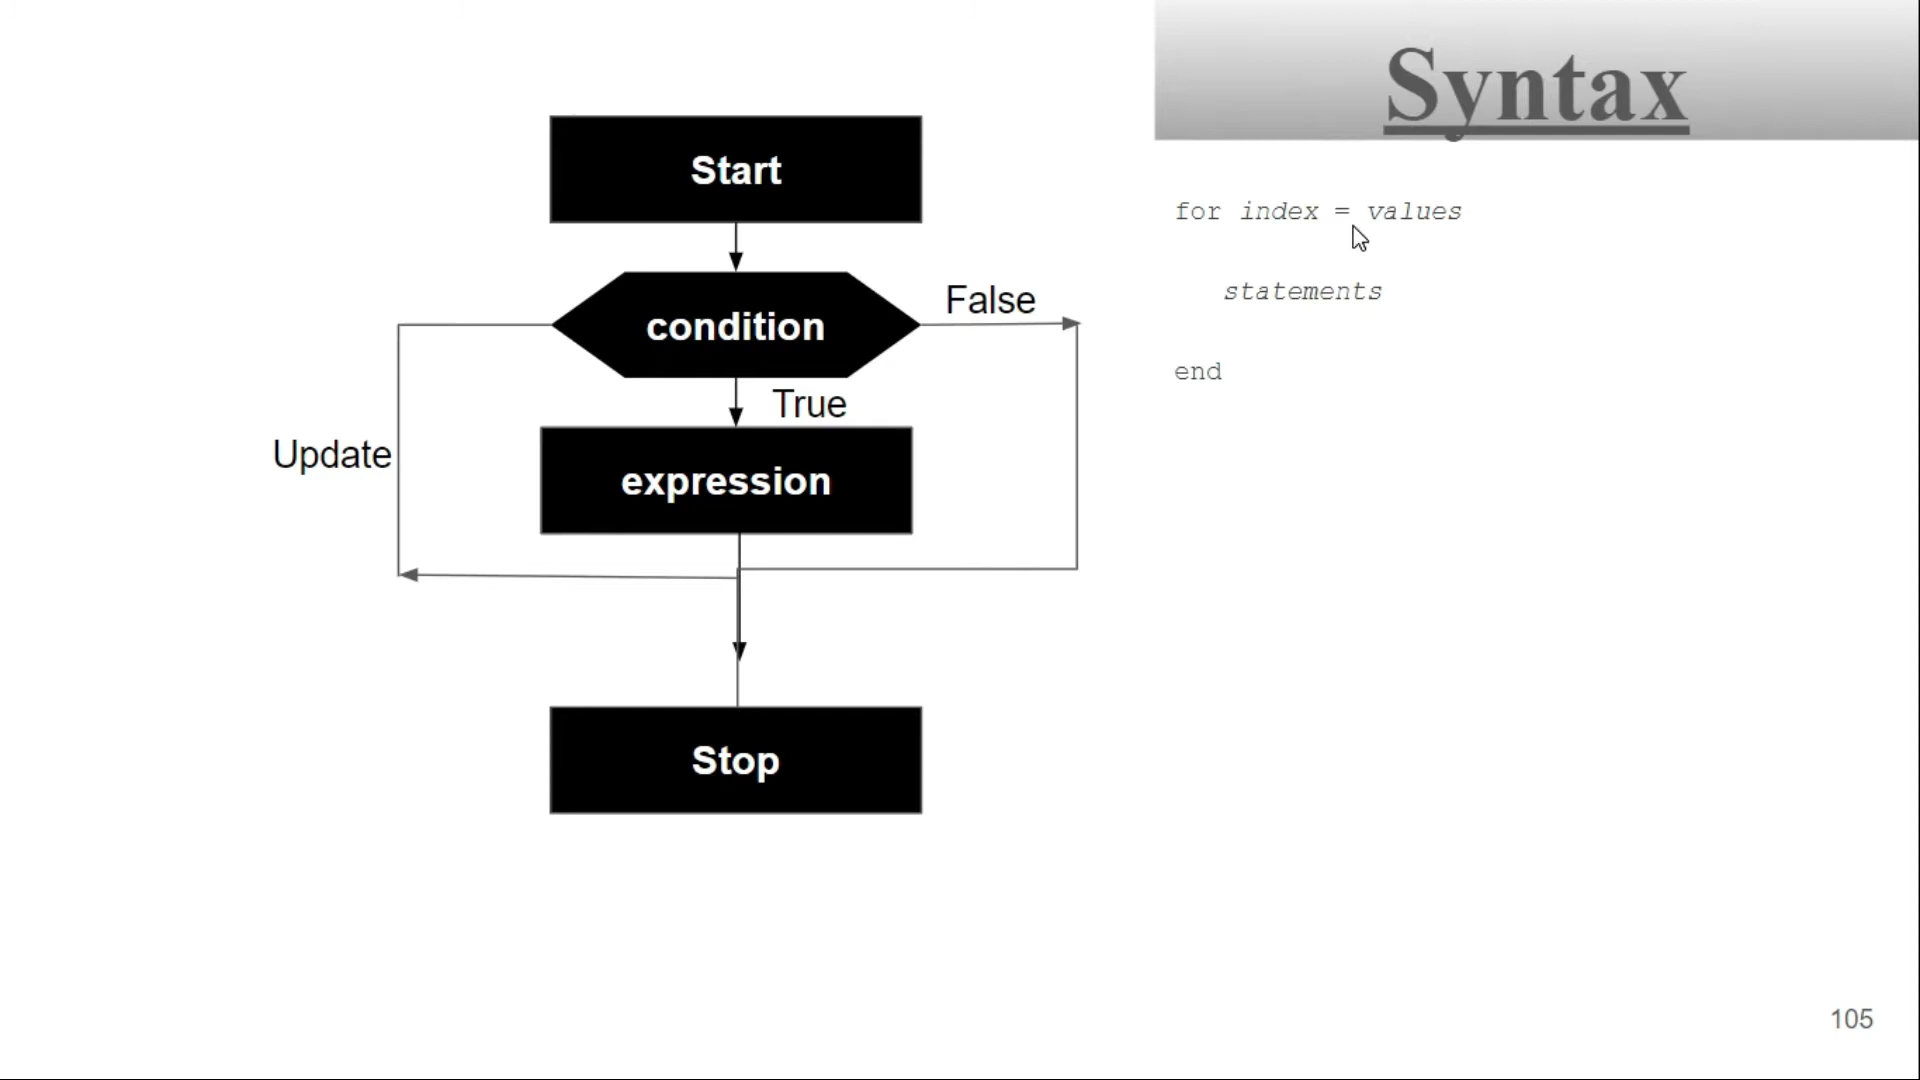 Syntax
Start
condition
False
True
Update
expression
Stop
for index = values
statements
end
105